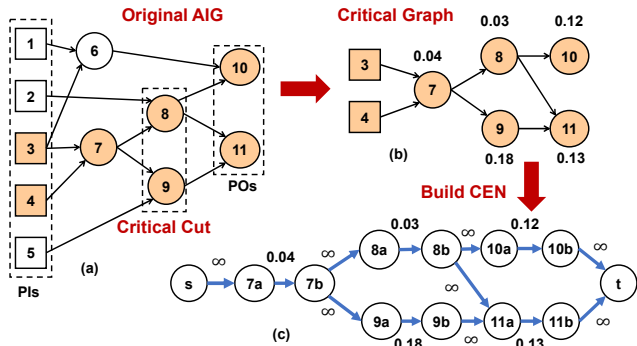 Original AIG
Critical Graph
1
2
3
4
5
6
7
8
9
10
11
PIs
POs
Critical Cut
(a)
3
4
0.04
7
0.03
8
0.12
10
9
0.18
11
0.13
(b)
Build CEN
s
∞
7a
0.04
7b
∞
∞
8a
0.03
8b
∞
∞
10a
0.12
10b
∞
9a
0.18
9b
∞
11a
0.13
11b
∞
t
(c)